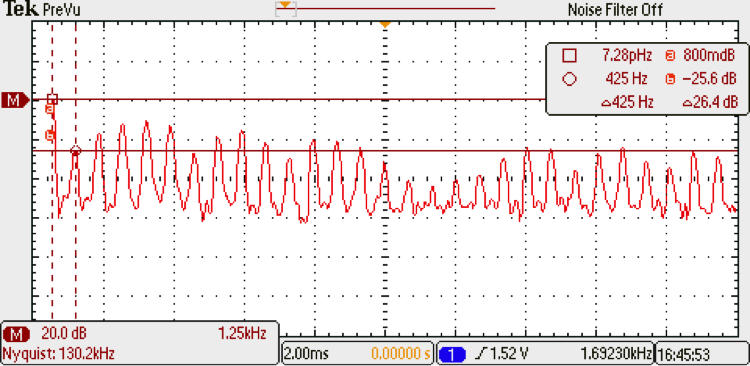 Tek PreVu Noise Filter Off
7.28pHz a 800mdB
425 Hz b -25.6 dB
△425 Hz △26.4 dB
M
a
b
M 20.0 dB 1.25kHz
Nyquist: 130.2kHz
2.00ms 0.00000 s
1 1.52 V 1.69230kHz
16:45:53